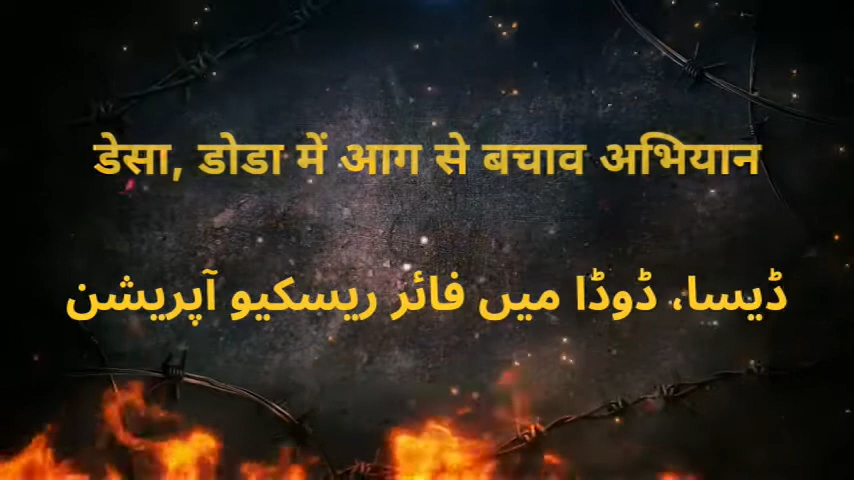 डेसा, डोडा में आग से बचाव अभियान
ڈیسا، ڈوڈا میں فائر ریسکیو آپریشن